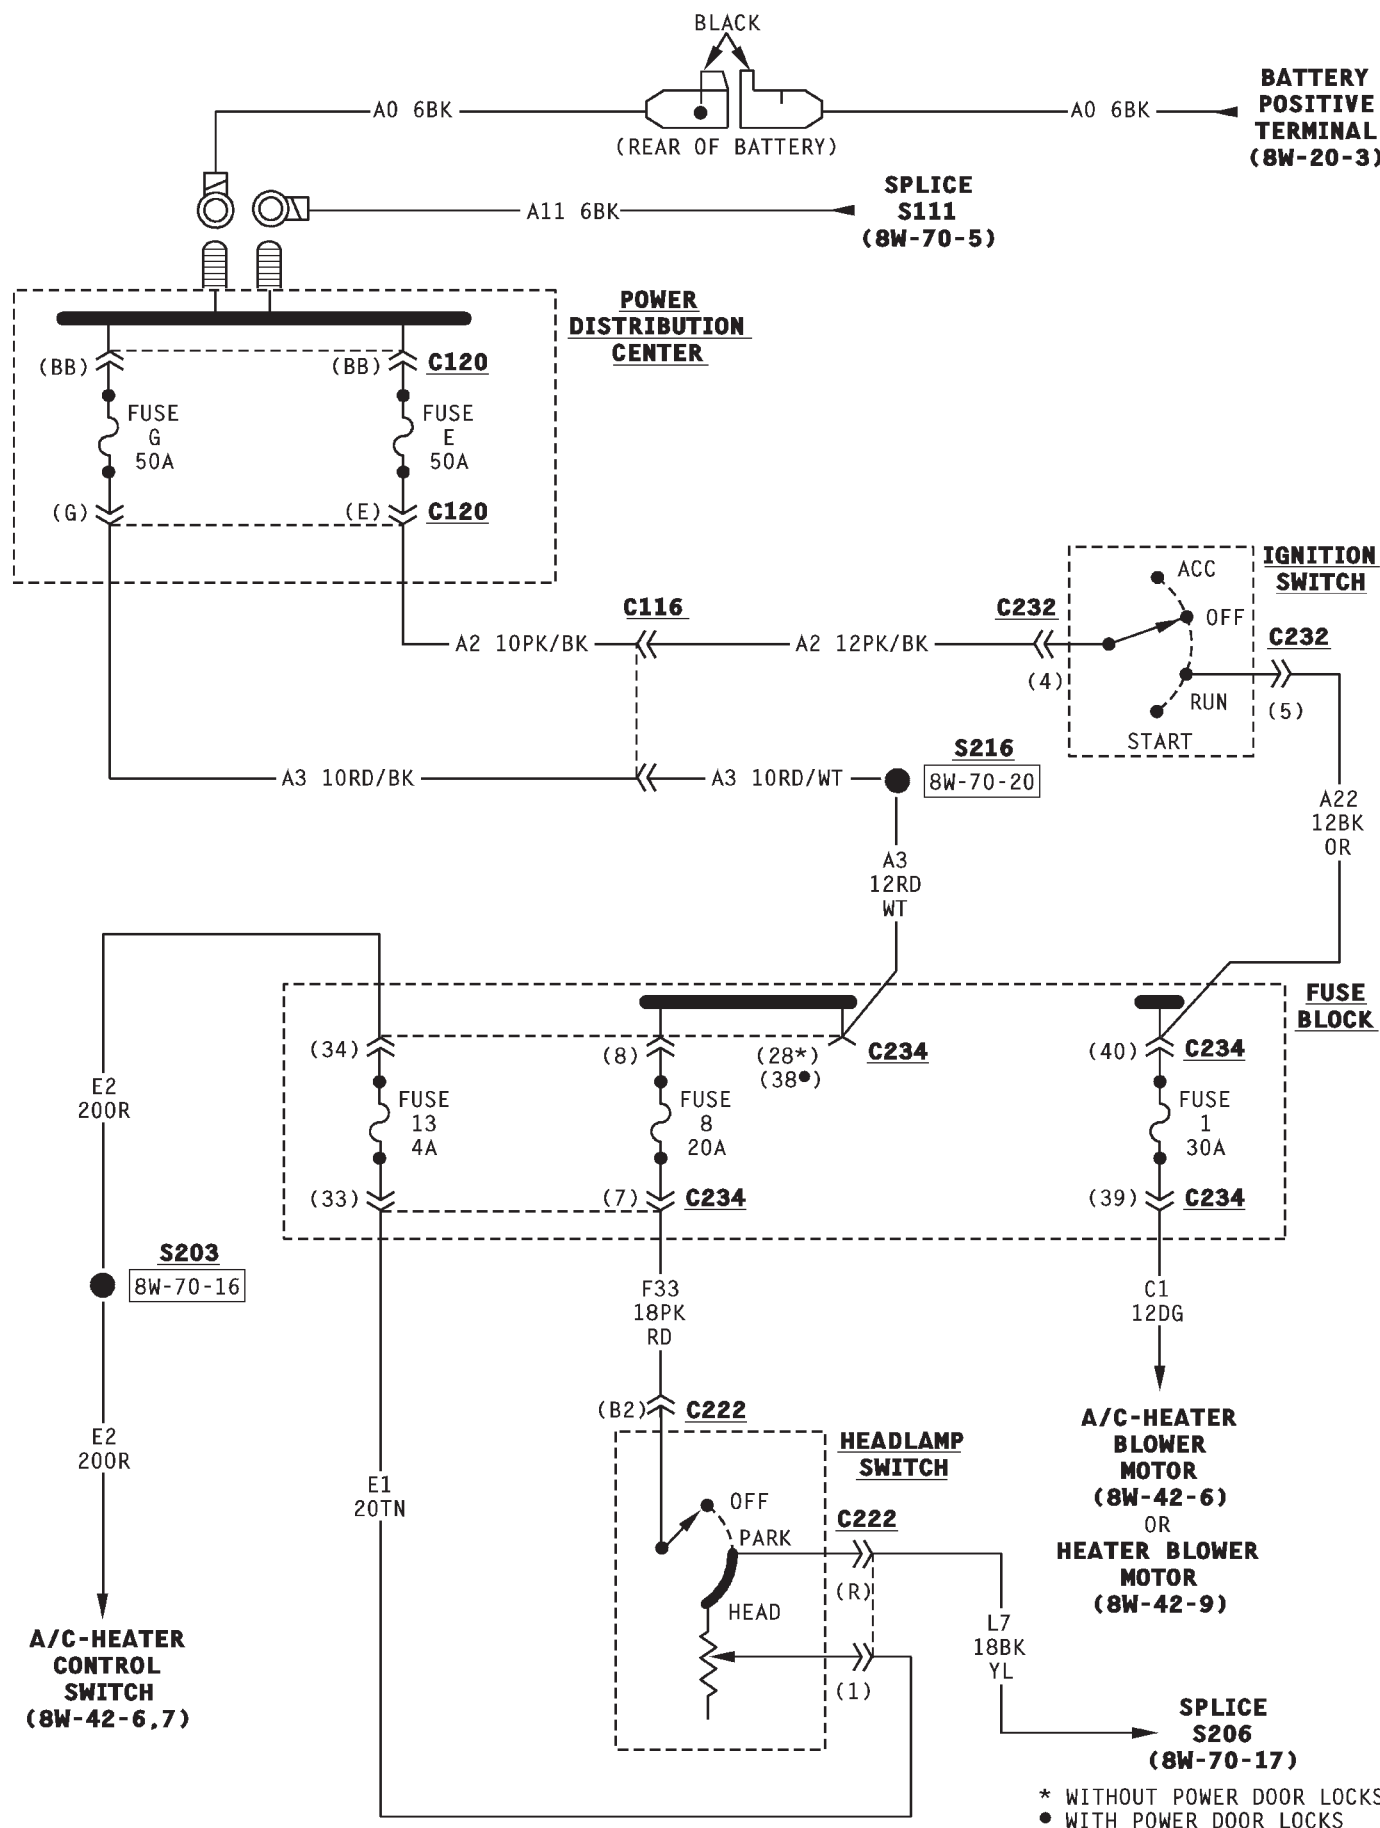 BLACK
A0 6BK
A0 6BK
BATTERY
POSITIVE
TERMINAL
(8W-20-3)
(REAR OF BATTERY)
SPLICE
S111
(8W-70-5)
A11 6BK
POWER
DISTRIBUTION
CENTER
(BB)
(BB)
C120
FUSE
G
50A
FUSE
E
50A
(G)
(E)
C120
IGNITION
SWITCH
ACC
OFF
RUN
START
C116
C232
C232
A2 10PK/BK
A2 12PK/BK
(4)
(5)
S216
8W-70-20
A3 10RD/BK
A3 10RD/WT
A22
12BK
OR
A3
12RD
WT
FUSE
BLOCK
(34)
(8)
(28*)
(38●)
C234
(40)
C234
E2
20OR
FUSE
13
4A
FUSE
8
20A
FUSE
1
30A
(33)
(7)
C234
(39)
C234
S203
8W-70-16
F33
18PK
RD
C1
12DG
(B2)
C222
HEADLAMP
SWITCH
A/C-HEATER
BLOWER
MOTOR
(8W-42-6)
OR
HEATER BLOWER
MOTOR
(8W-42-9)
E2
20OR
E1
20TN
OFF
PARK
HEAD
C222
(R)
(1)
L7
18BK
YL
A/C-HEATER
CONTROL
SWITCH
(8W-42-6,7)
SPLICE
S206
(8W-70-17)
* WITHOUT POWER DOOR LOCKS
● WITH POWER DOOR LOCKS